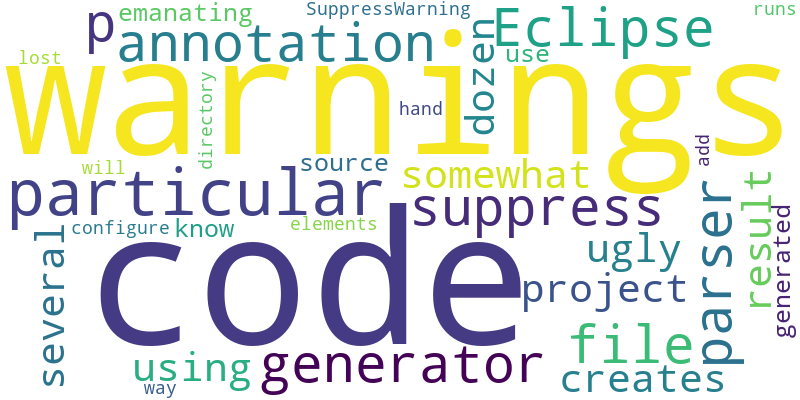 emanating
SuppressWarning
runs
p
annotation
dozen
Eclipse
use
lost
warnings
directory
hand
add
will
source
particular
somewhat
suppress
parser
result
generated
configure
know
elements
code
several
ugly
project
file
using
generator
creates
way